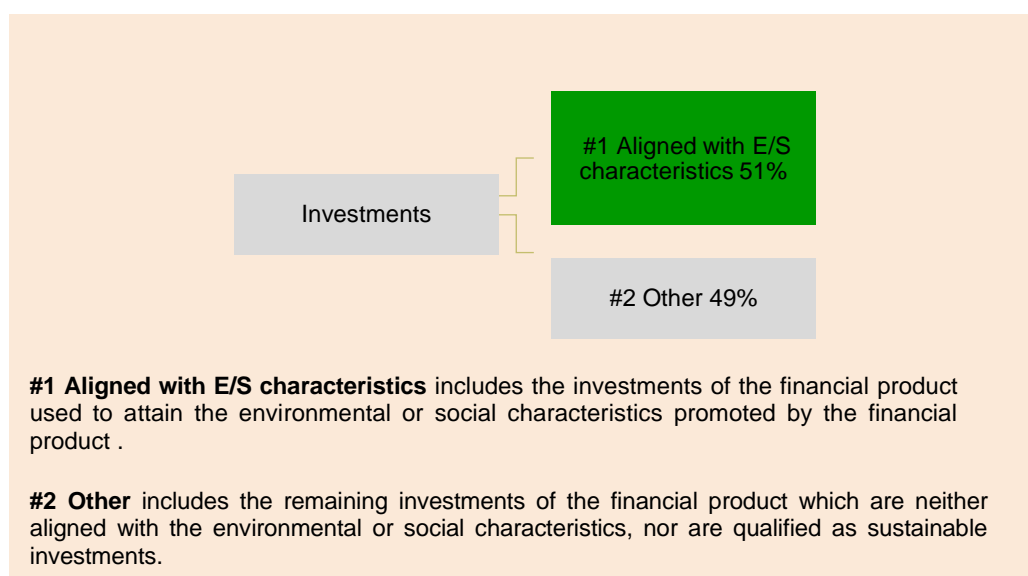 #1 Aligned with E/S
characteristics 51%
Investments
#2 Other 49%
#1 Aligned with E/S characteristics includes the investments of the financial product
used to attain the environmental or social characteristics promoted by the financial
product .
#2 Other includes the remaining investments of the financial product which are neither
aligned with the environmental or social characteristics, nor are qualified as sustainable
investments.